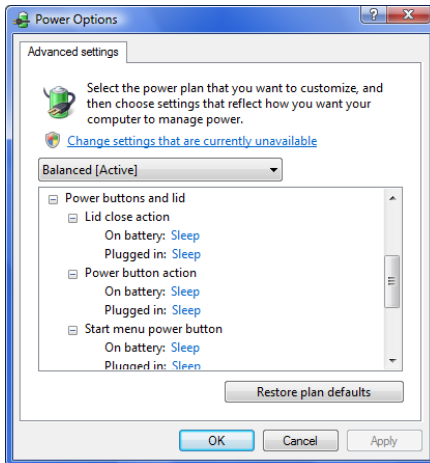 Power Options
Advanced settings
Select the power plan that you want to customize, and
then choose settings that reflect how you want your
computer to manage power.
Change settings that are currently unavailable
Balanced [Active]
Power buttons and lid
Lid close action
On battery: Sleep
Plugged in: Sleep
Power button action
On battery: Sleep
Plugged in: Sleep
Start menu power button
On battery: Sleep
Plugged in: Sleep
Restore plan defaults
OK
Cancel
Apply